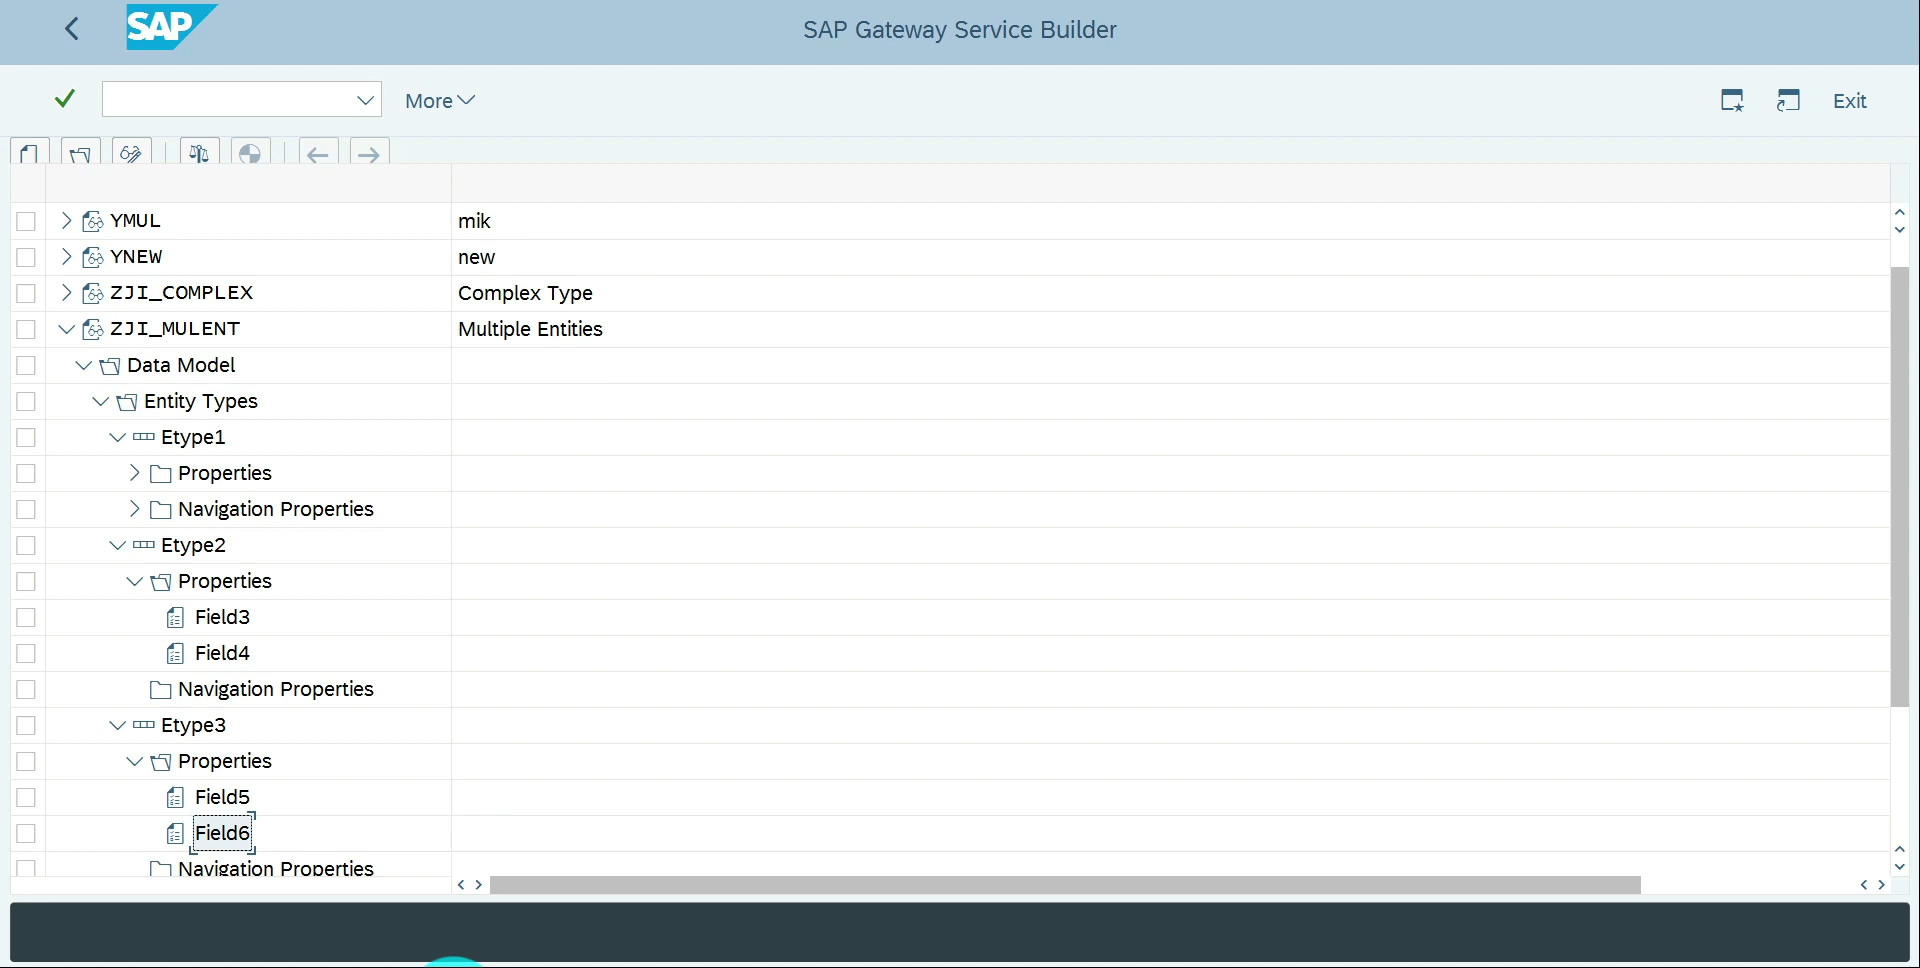 SAP
SAP Gateway Service Builder
More
Exit
YMUL mik
YNEW new
ZJI_COMPLEX Complex Type
ZJI_MULENT Multiple Entities
Data Model
Entity Types
Etype1
Properties
Navigation Properties
Etype2
Properties
Field3
Field4
Navigation Properties
Etype3
Properties
Field5
Field6
Navigation Properties